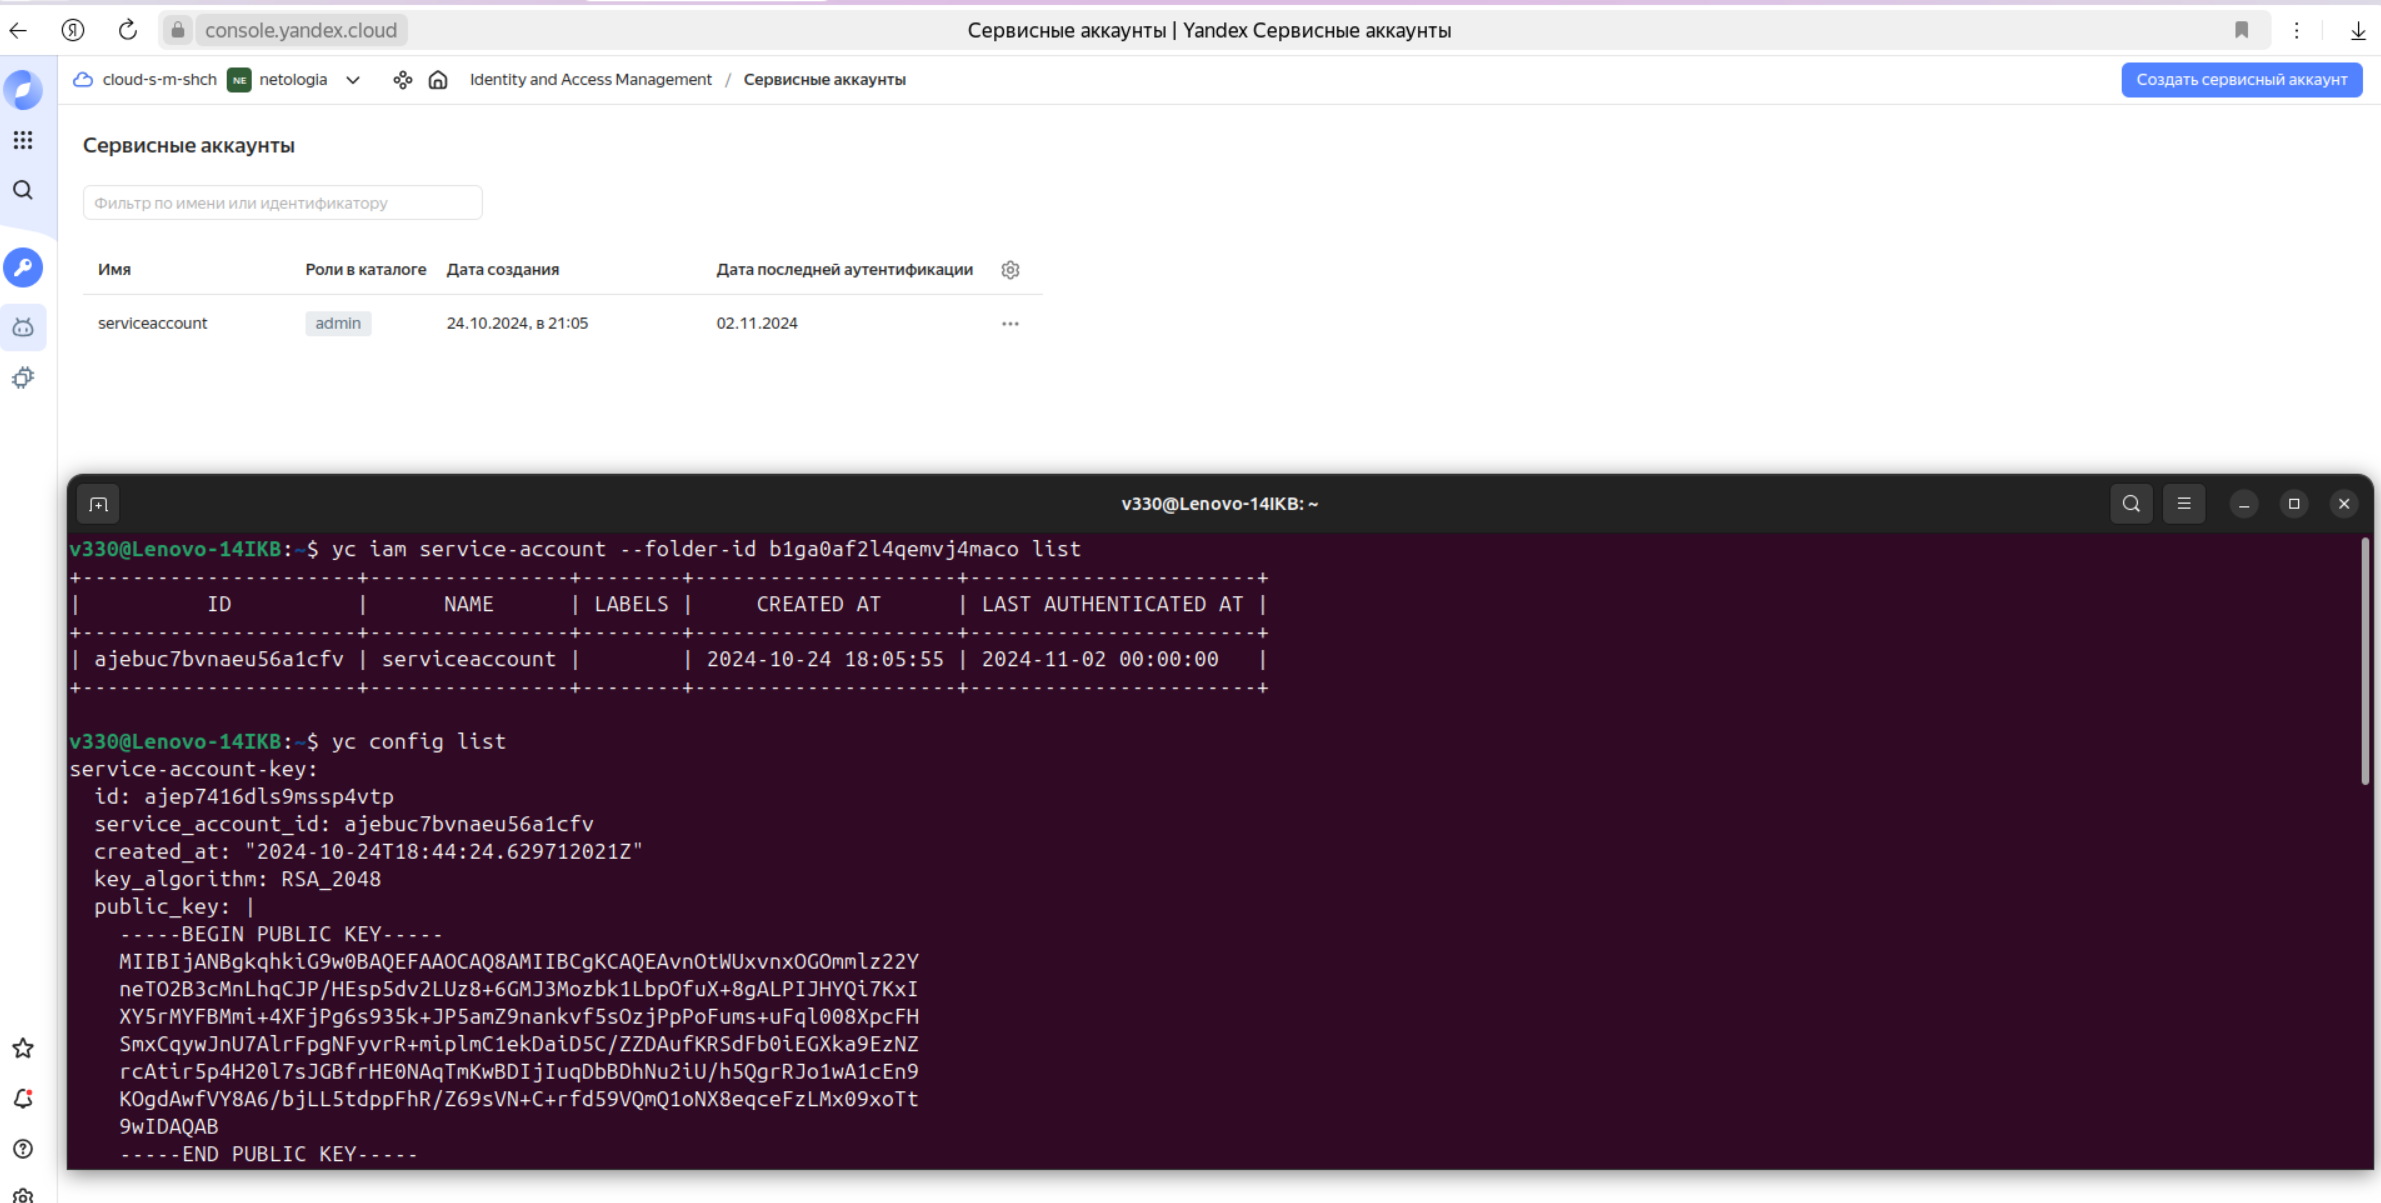 console.yandex.cloud
Сервисные аккаунты | Yandex Сервисные аккаунты
cloud-s-m-shch NE netologia Identity and Access Management / Сервисные аккаунты
Создать сервисный аккаунт
Сервисные аккаунты
Фильтр по имени или идентификатору
Имя Роли в каталоге Дата создания Дата последней аутентификации
serviceaccount admin 24.10.2024, в 21:05 02.11.2024 ···
v330@Lenovo-14IKB: ~
v330@Lenovo-14IKB:~$ yc iam service-account --folder-id b1ga0af2l4qemvj4maco list
+----------------------+----------------+--------+---------------------+-----------------------+
| ID | NAME | LABELS | CREATED AT | LAST AUTHENTICATED AT |
+----------------------+----------------+--------+---------------------+-----------------------+
| ajebuc7bvnaeu56a1cfv | serviceaccount | | 2024-10-24 18:05:55 | 2024-11-02 00:00:00 |
+----------------------+----------------+--------+---------------------+-----------------------+
v330@Lenovo-14IKB:~$ yc config list
service-account-key:
id: ajep7416dls9mssp4vtp
service_account_id: ajebuc7bvnaeu56a1cfv
created_at: "2024-10-24T18:44:24.629712021Z"
key_algorithm: RSA_2048
public_key: |
-----BEGIN PUBLIC KEY-----
MIIBIjANBgkqhkiG9w0BAQEFAAOCAQ8AMIIBCgKCAQEAvnOtWUxvnxOGOmmlz22Y
neTO2B3cMnLhqCJP/HEsp5dv2LUz8+6GMJ3Mozbk1LbpOfuX+8gALPIJHYQi7KxI
XY5rMYFBMmi+4XFjPg6s935k+JP5amZ9nankvf5sOzjPpPoFums+uFql008XpcFH
SmxCqywJnU7AlrFpgNFyvrR+miplmC1ekDaiD5C/ZZDAufKRSdFb0iEGXka9EzNZ
rcAtir5p4H20l7sJGBfrHE0NAqTmKwBDIjIuqDbBDhNu2iU/h5QgrRJo1wA1cEn9
KOgdAwfVY8A6/bjLL5tdppFhR/Z69sVN+C+rfd59VQmQ1oNX8eqceFzLMx09xoTt
9wIDAQAB
-----END PUBLIC KEY-----